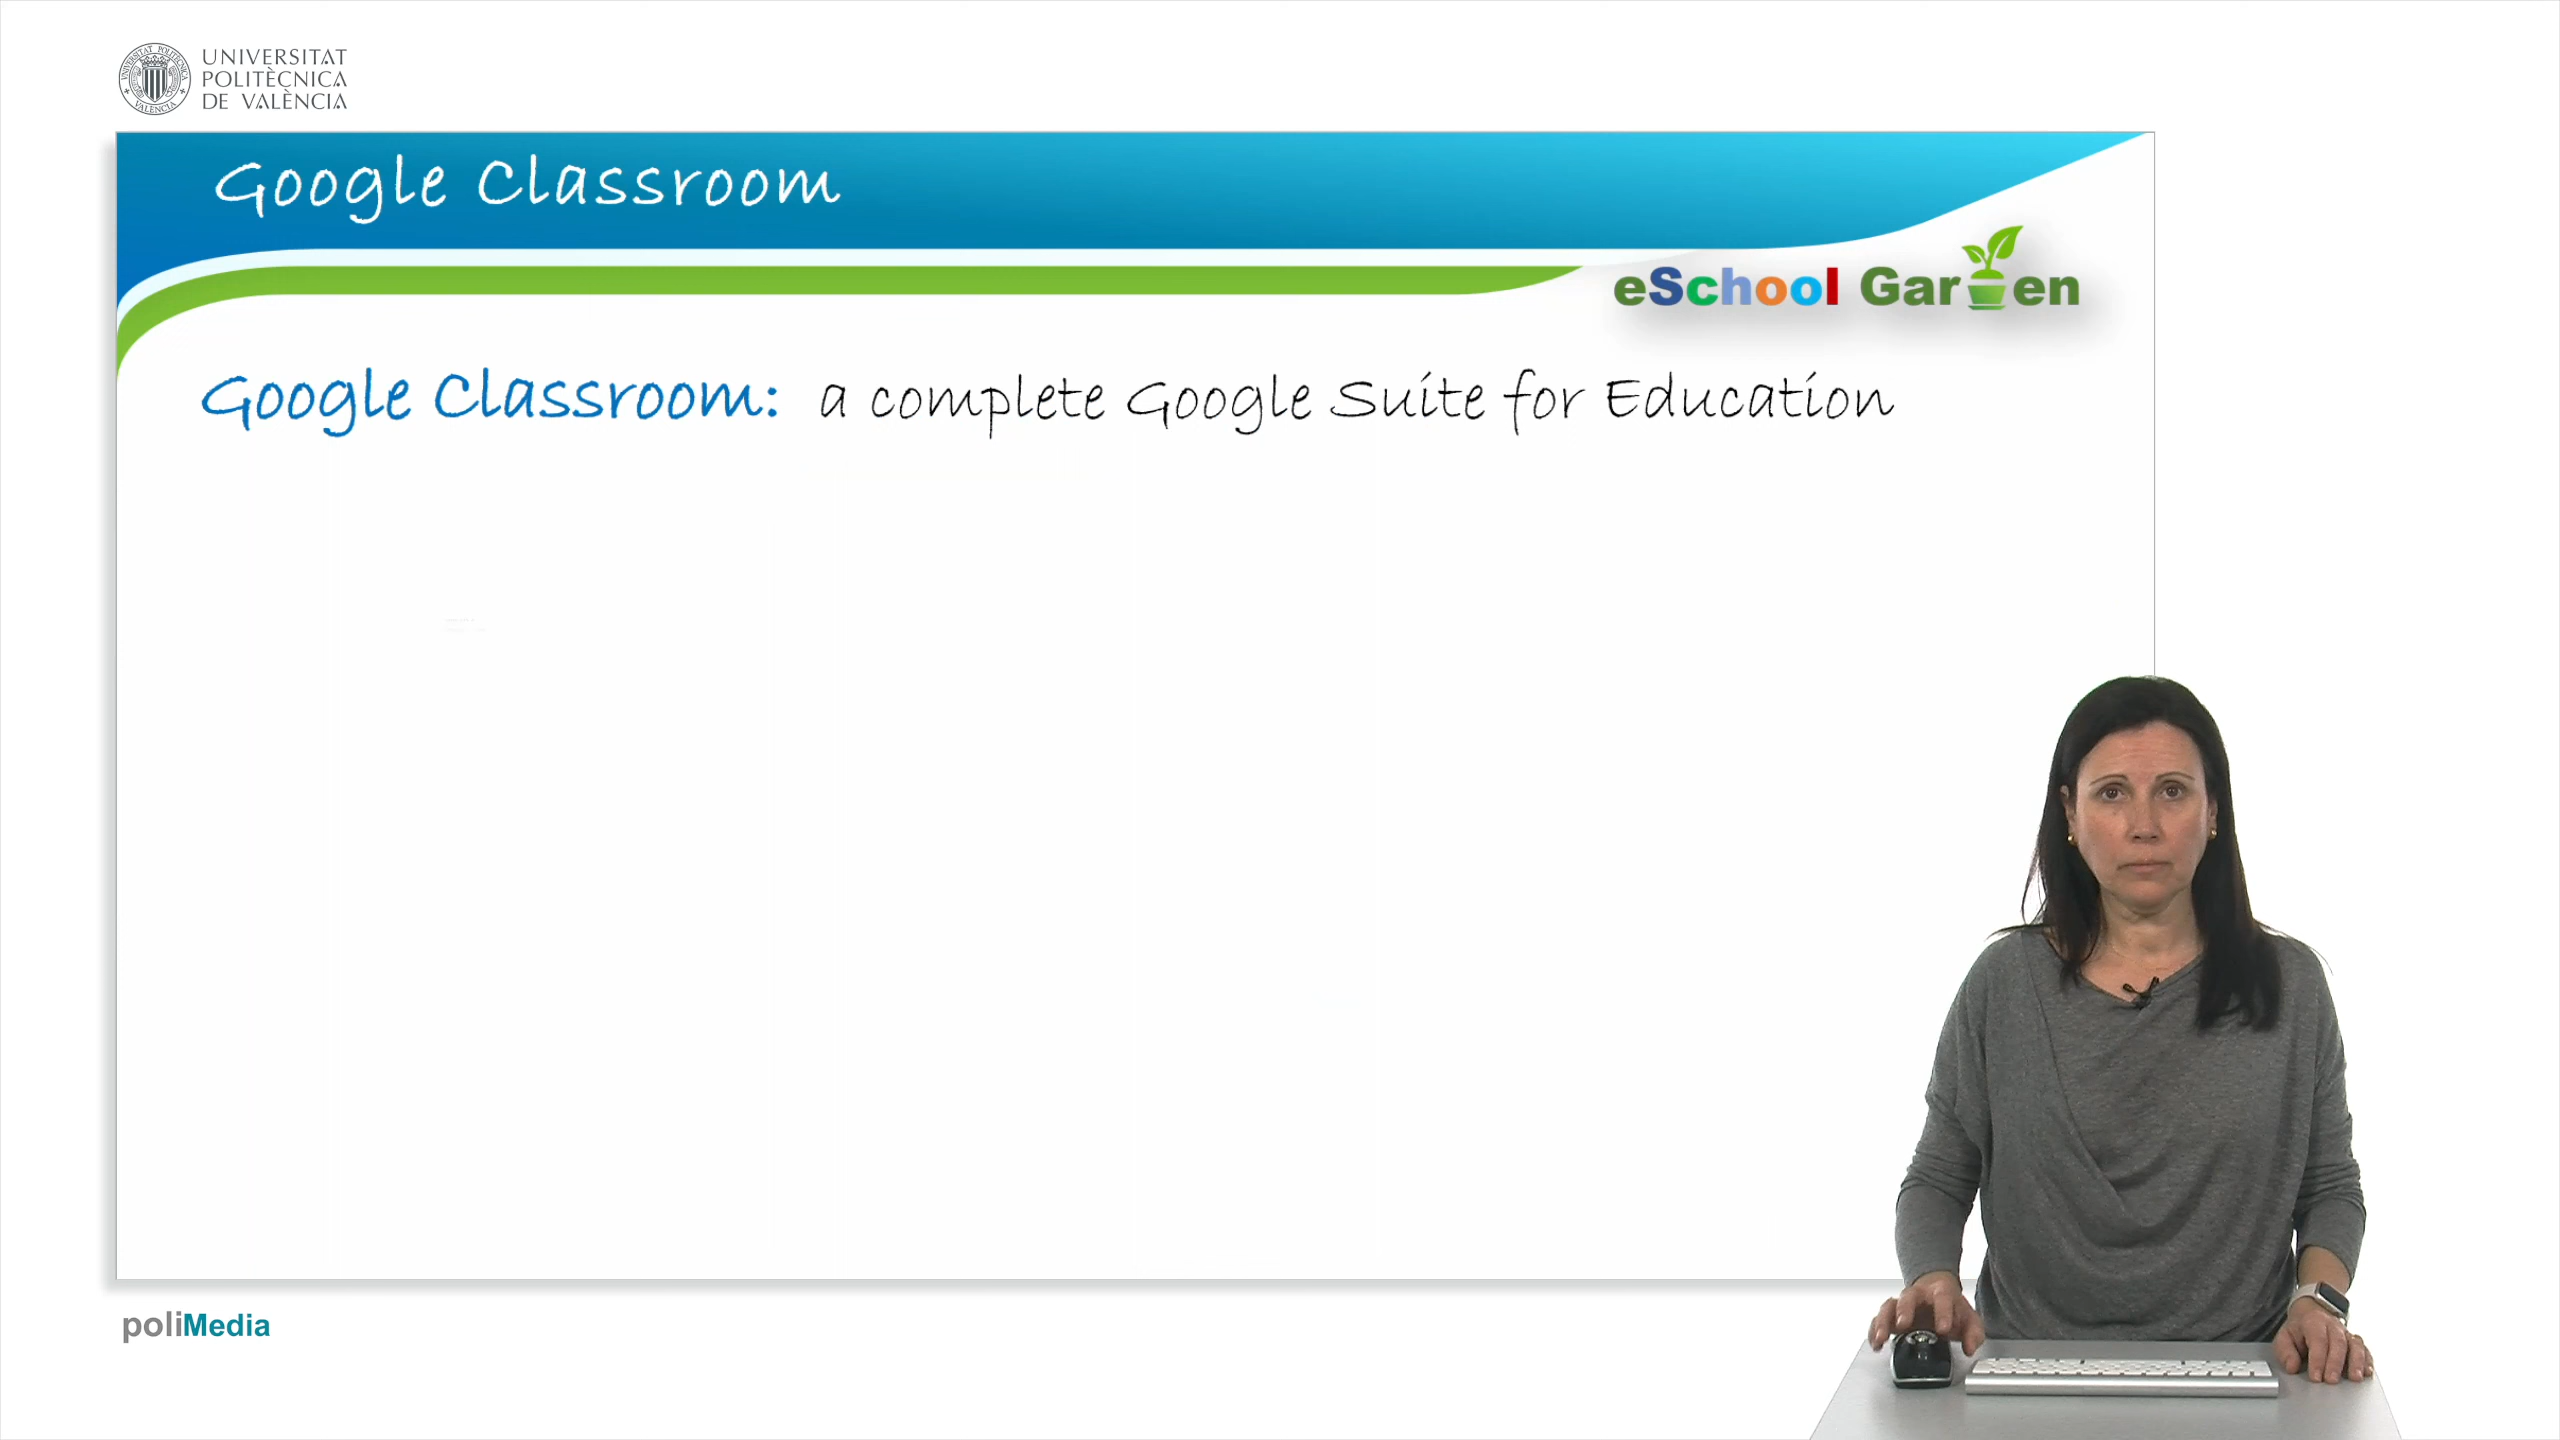 UNIVERSITAT
POLITÈCNICA
DE VALÈNCIA
Google Classroom
eSchool Garden
Google Classroom: a complete Google Suite for Education
poliMedia